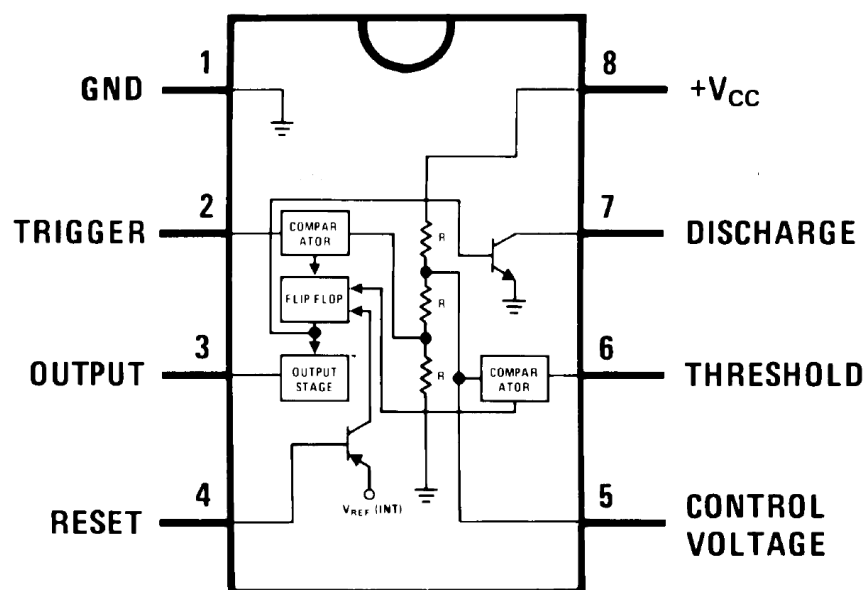 1
GND
8
+VCC
2
TRIGGER
7
DISCHARGE
COMPAR
ATOR
R
FLIP FLOP
R
3
OUTPUT
OUTPUT
STAGE
R
COMPAR
ATOR
6
THRESHOLD
4
RESET
VREF (INT)
5
CONTROL
VOLTAGE